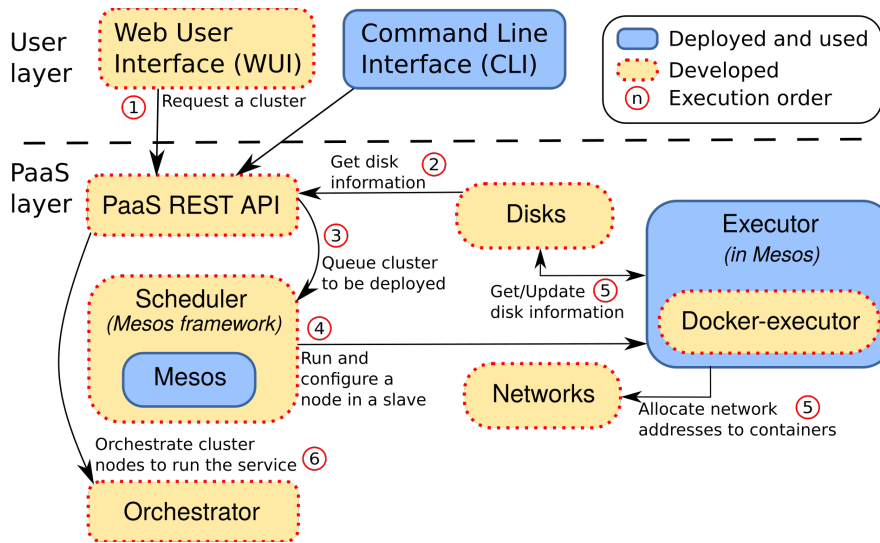 User
layer
Web User
Interface (WUI)
Command Line
Interface (CLI)
Deployed and used
Developed
n
Execution order
1
Request a cluster
PaaS
layer
PaaS REST API
Get disk
information
2
Disks
Executor
(in Mesos)
Docker-executor
3
Queue cluster
to be deployed
Scheduler
(Mesos framework)
Mesos
4
Run and
configure a
node in a slave
Get/Update
disk information
5
Networks
Allocate network
addresses to containers
5
Orchestrate cluster
nodes to run the service
6
Orchestrator